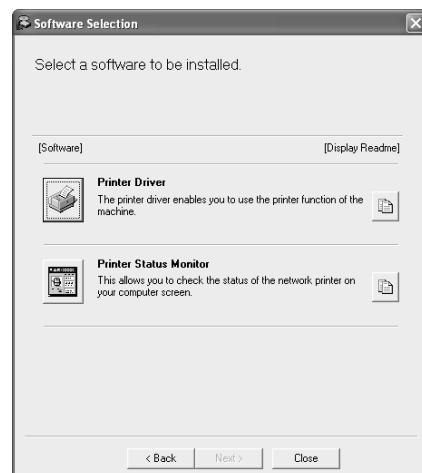 Software Selection
Select a software to be installed.
[Software] [Display Readme]
Printer Driver
The printer driver enables you to use the printer function of the
machine.
Printer Status Monitor
This allows you to check the status of the network printer on
your computer screen.
< Back Next > Close